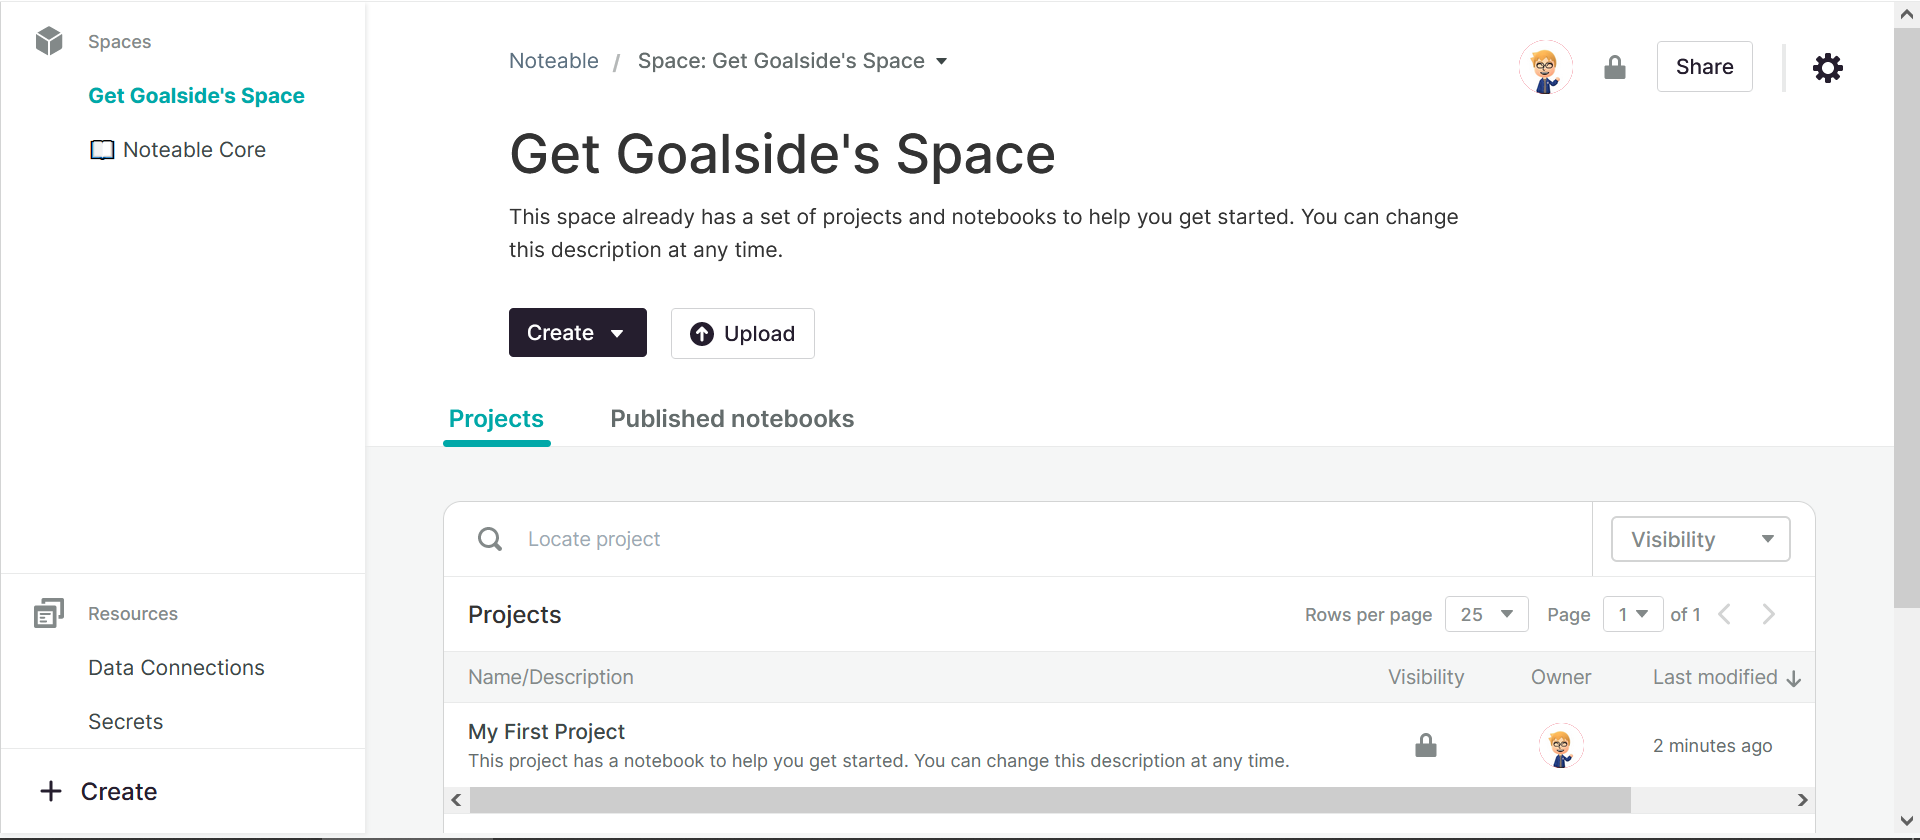 Spaces
Get Goalside's Space
Noteable Core
Resources
Data Connections
Secrets
Create
Noteable / Space: Get Goalside's Space
Share
Get Goalside's Space
This space already has a set of projects and notebooks to help you get started. You can change
this description at any time.
Create
Upload
Projects Published notebooks
Locate project
Visibility
Projects Rows per page 25 Page 1 of 1
Name/Description Visibility Owner Last modified
My First Project
This project has a notebook to help you get started. You can change this description at any time.
2 minutes ago